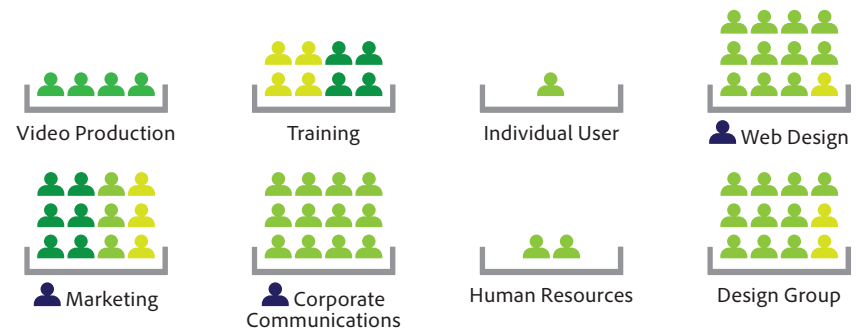 Video Production
Training
Individual User
Web Design
Marketing
Corporate
Communications
Human Resources
Design Group